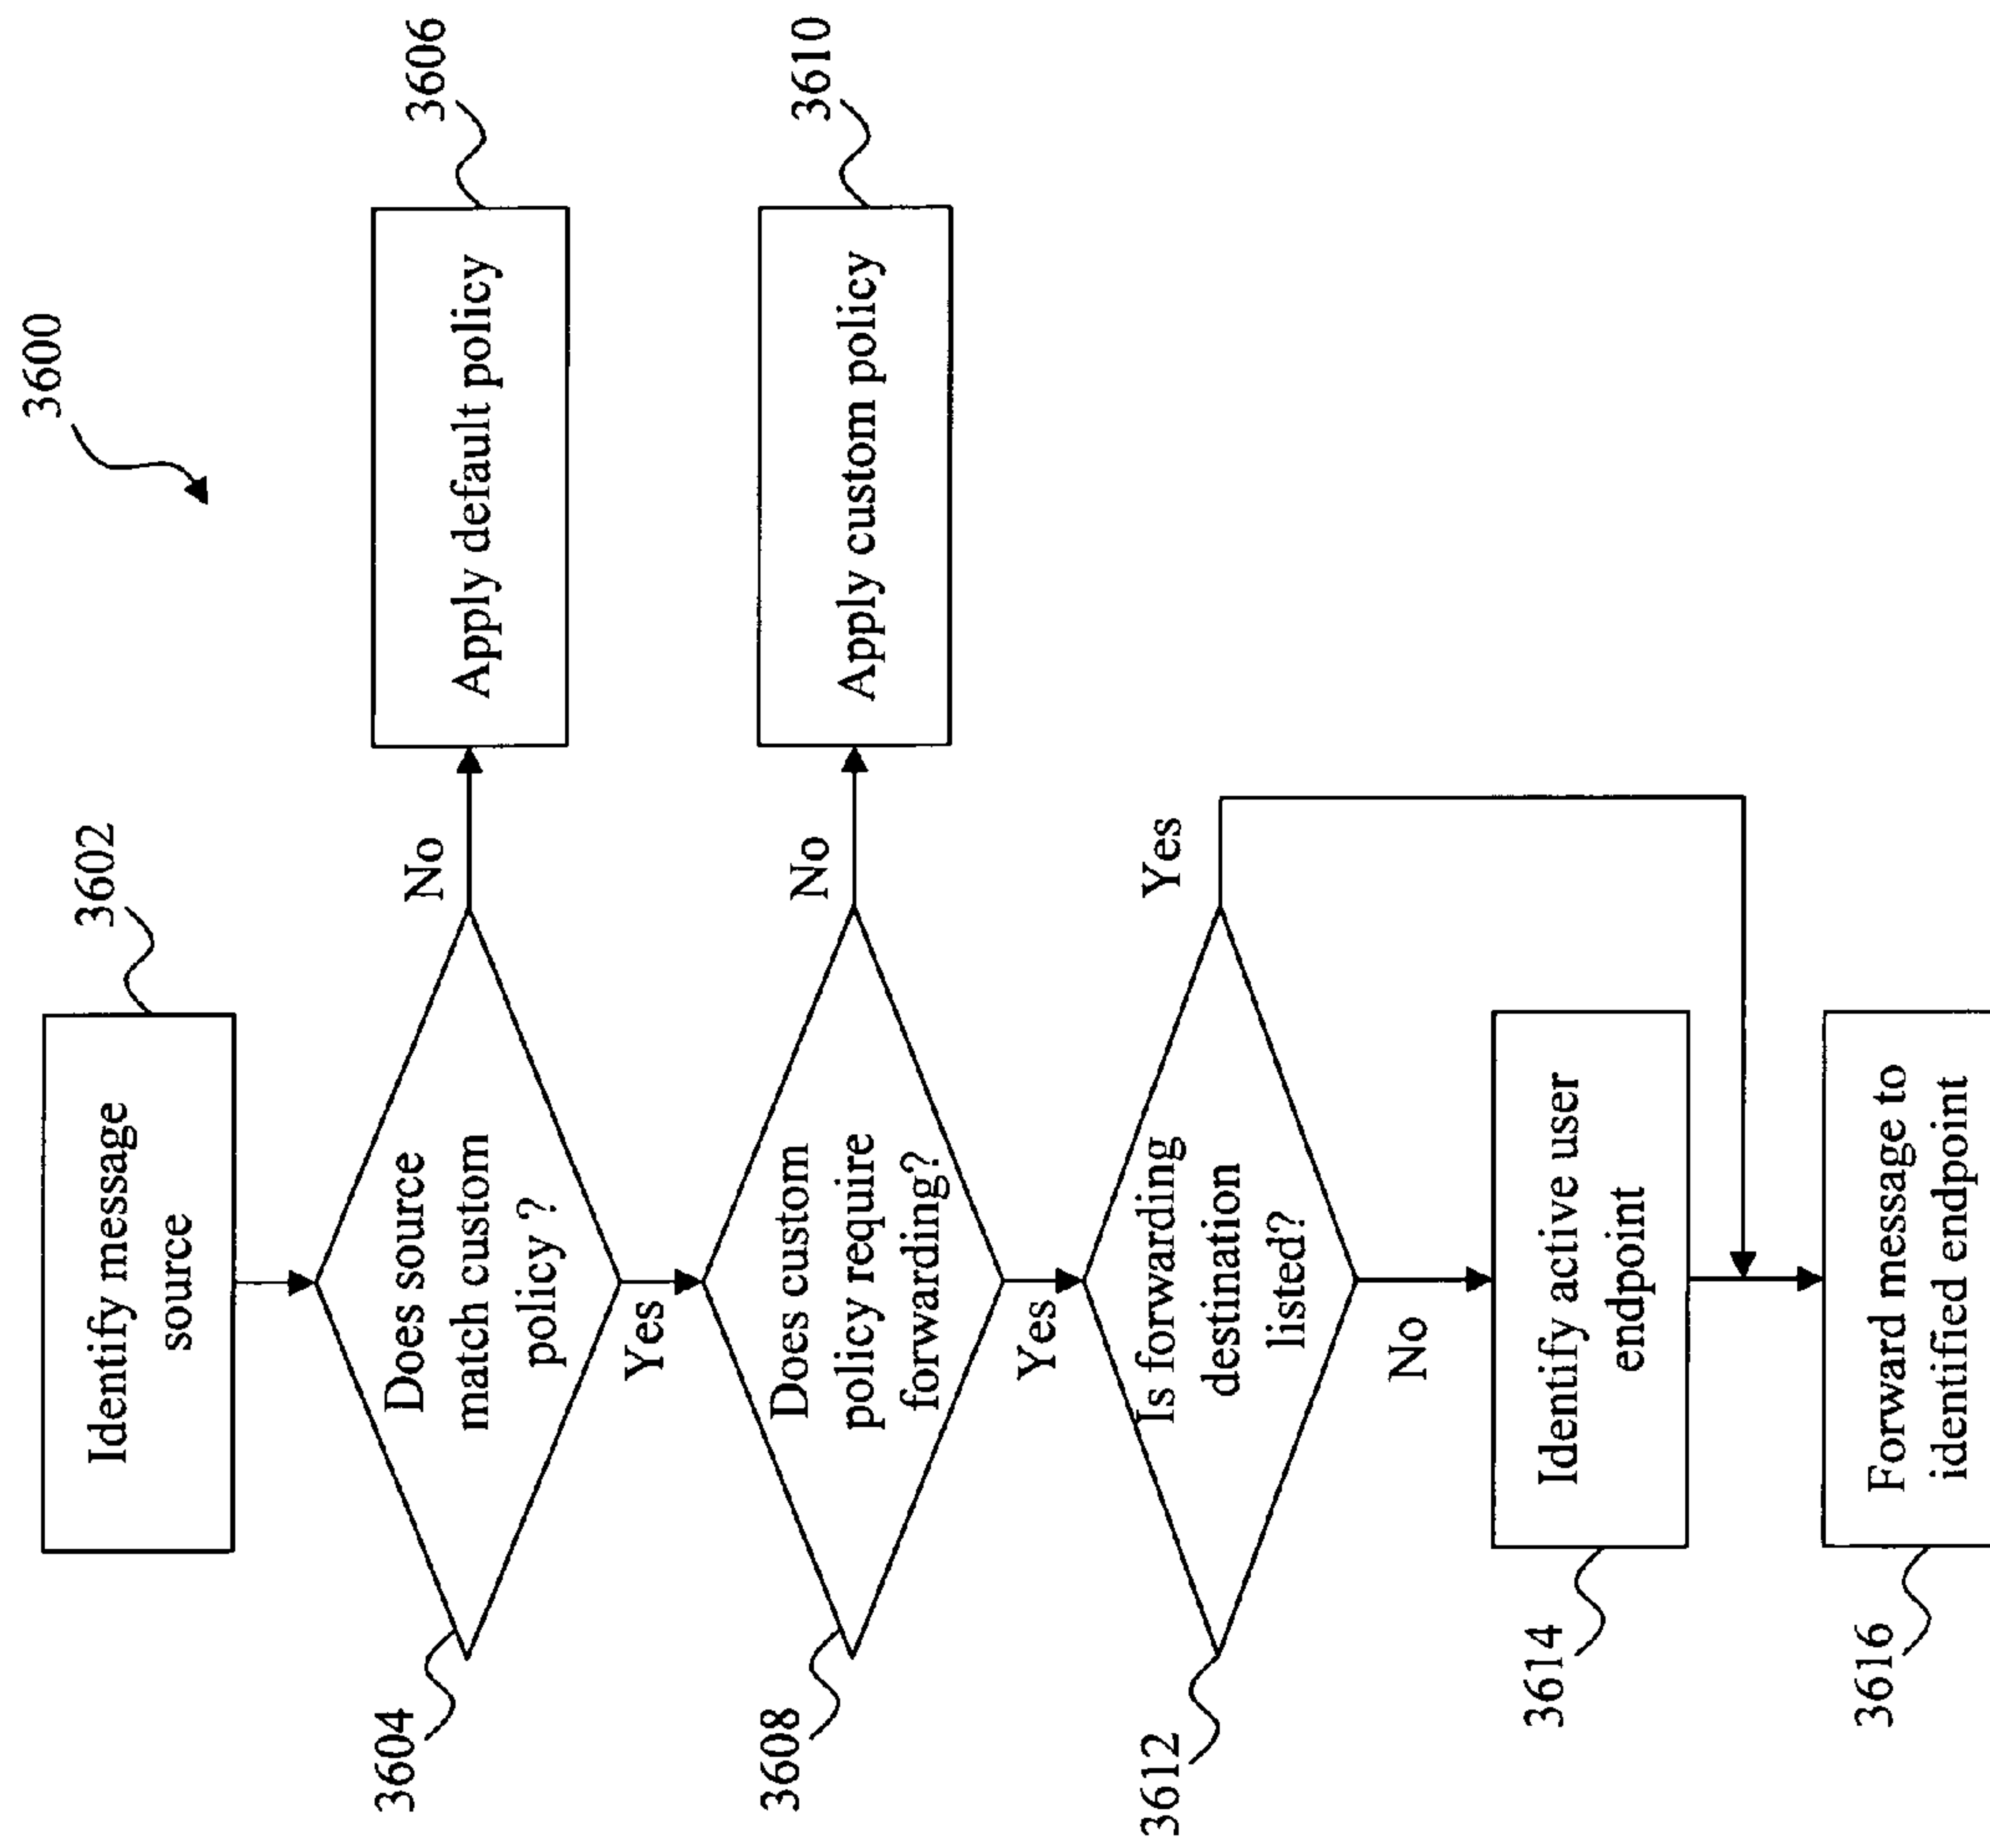 3600
3602
Identify message
source
3604
Does source
match custom
policy ?
No
3606
Apply default policy
Yes
3608
Does custom
policy require
forwarding?
No
3610
Apply custom policy
Yes
3612
Is forwarding
destination
listed?
Yes
No
3614
Identify active user
endpoint
3616
Forward message to
identified endpoint